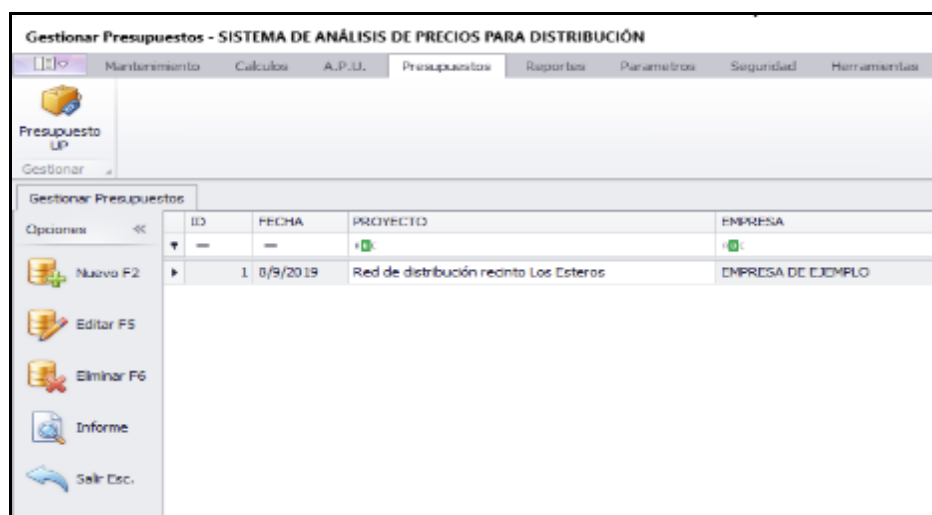 Gestionar Presupuestos - SISTEMA DE ANÁLISIS DE PRECIOS PARA DISTRIBUCIÓN
Mantenimiento Calculos A.P.U. Presupuestos Reportes Parametros Seguridad Herramientas
Presupuesto
UP
Gestionar
Gestionar Presupuestos
Opciones «
ID FECHA PROYECTO EMPRESA
1 8/9/2019 Red de distribución recinto Los Esteros EMPRESA DE EJEMPLO
Nuevo F2
Editar F5
Eliminar F6
Informe
Salir Esc.